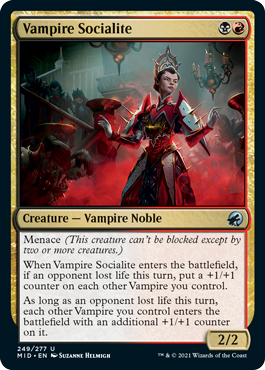 Vampire Socialite
Creature — Vampire Noble
Menace (This creature can't be blocked except by
two or more creatures.)
When Vampire Socialite enters the battlefield,
if an opponent lost life this turn, put a +1/+1
counter on each other Vampire you control.
As long as an opponent lost life this turn,
each other Vampire you control enters the
battlefield with an additional +1/+1 counter
on it.
2/2
249/277 U
MID • EN SUZANNE HELMIGH
™ & © 2021 Wizards of the Coast